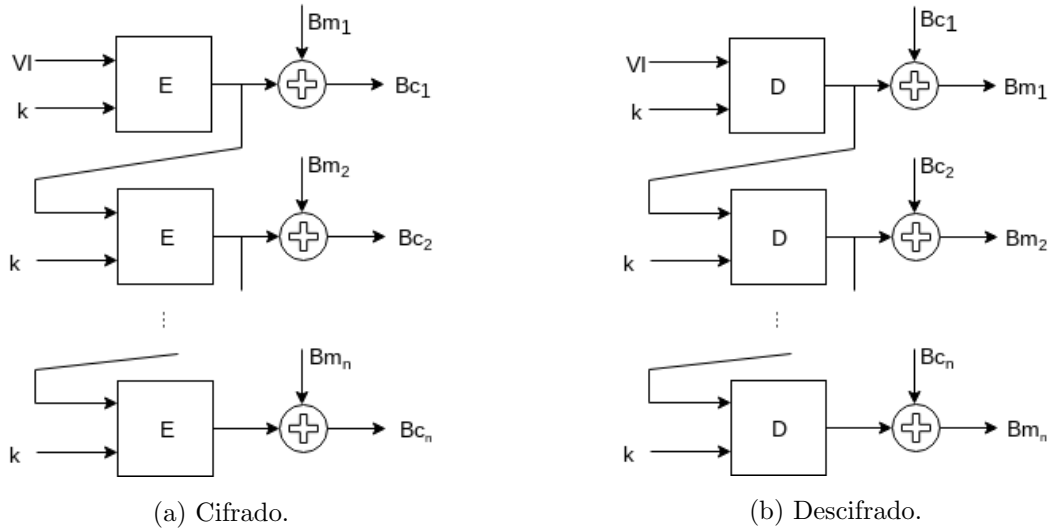 Bm1
VI
E
Bc1
k
Bm2
E
Bc2
k
Bmn
E
Bcn
k
(a) Cifrado.
Bc1
VI
D
Bm1
k
Bc2
D
Bm2
k
Bcn
D
Bmn
k
(b) Descifrado.